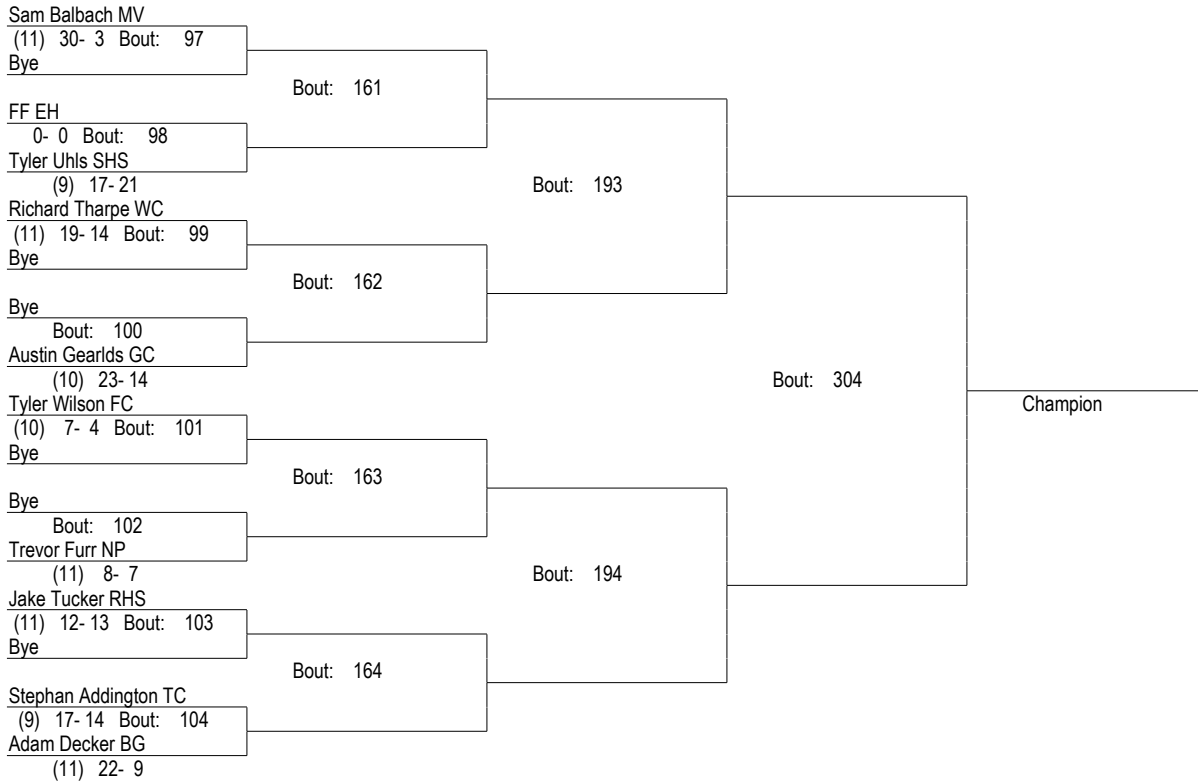 Sam Balbach MV
(11) 30- 3 Bout: 97
Bye
Bout: 161
FF EH
0- 0 Bout: 98
Tyler Uhls SHS
(9) 17- 21
Bout: 193
Richard Tharpe WC
(11) 19- 14 Bout: 99
Bye
Bout: 162
Bye
Bout: 100
Austin Gearlds GC
(10) 23- 14
Bout: 304
Tyler Wilson FC
Champion
(10) 7- 4 Bout: 101
Bye
Bout: 163
Bye
Bout: 102
Trevor Furr NP
(11) 8- 7
Bout: 194
Jake Tucker RHS
(11) 12- 13 Bout: 103
Bye
Bout: 164
Stephan Addington TC
(9) 17- 14 Bout: 104
Adam Decker BG
(11) 22- 9